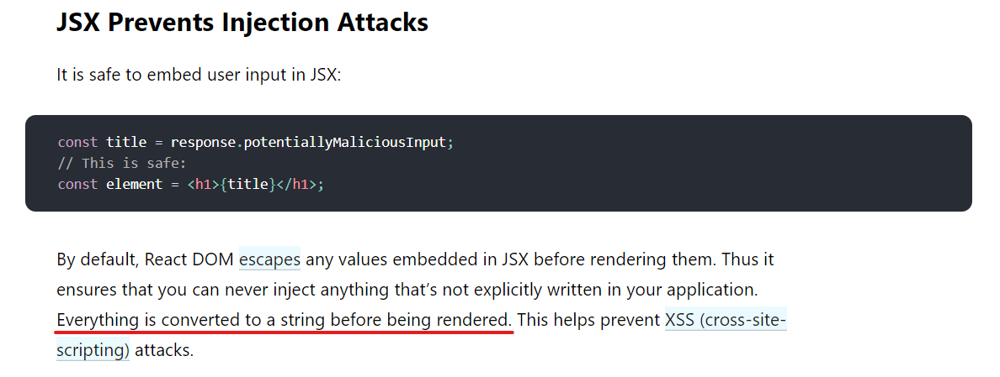 JSX Prevents Injection Attacks
It is safe to embed user input in JSX:
const title = response.potentiallyMaliciousInput;
// This is safe:
const element = <h1>{title}</h1>;
By default, React DOM escapes any values embedded in JSX before rendering them. Thus it
ensures that you can never inject anything that’s not explicitly written in your application.
Everything is converted to a string before being rendered. This helps prevent XSS (cross-site-
scripting) attacks.